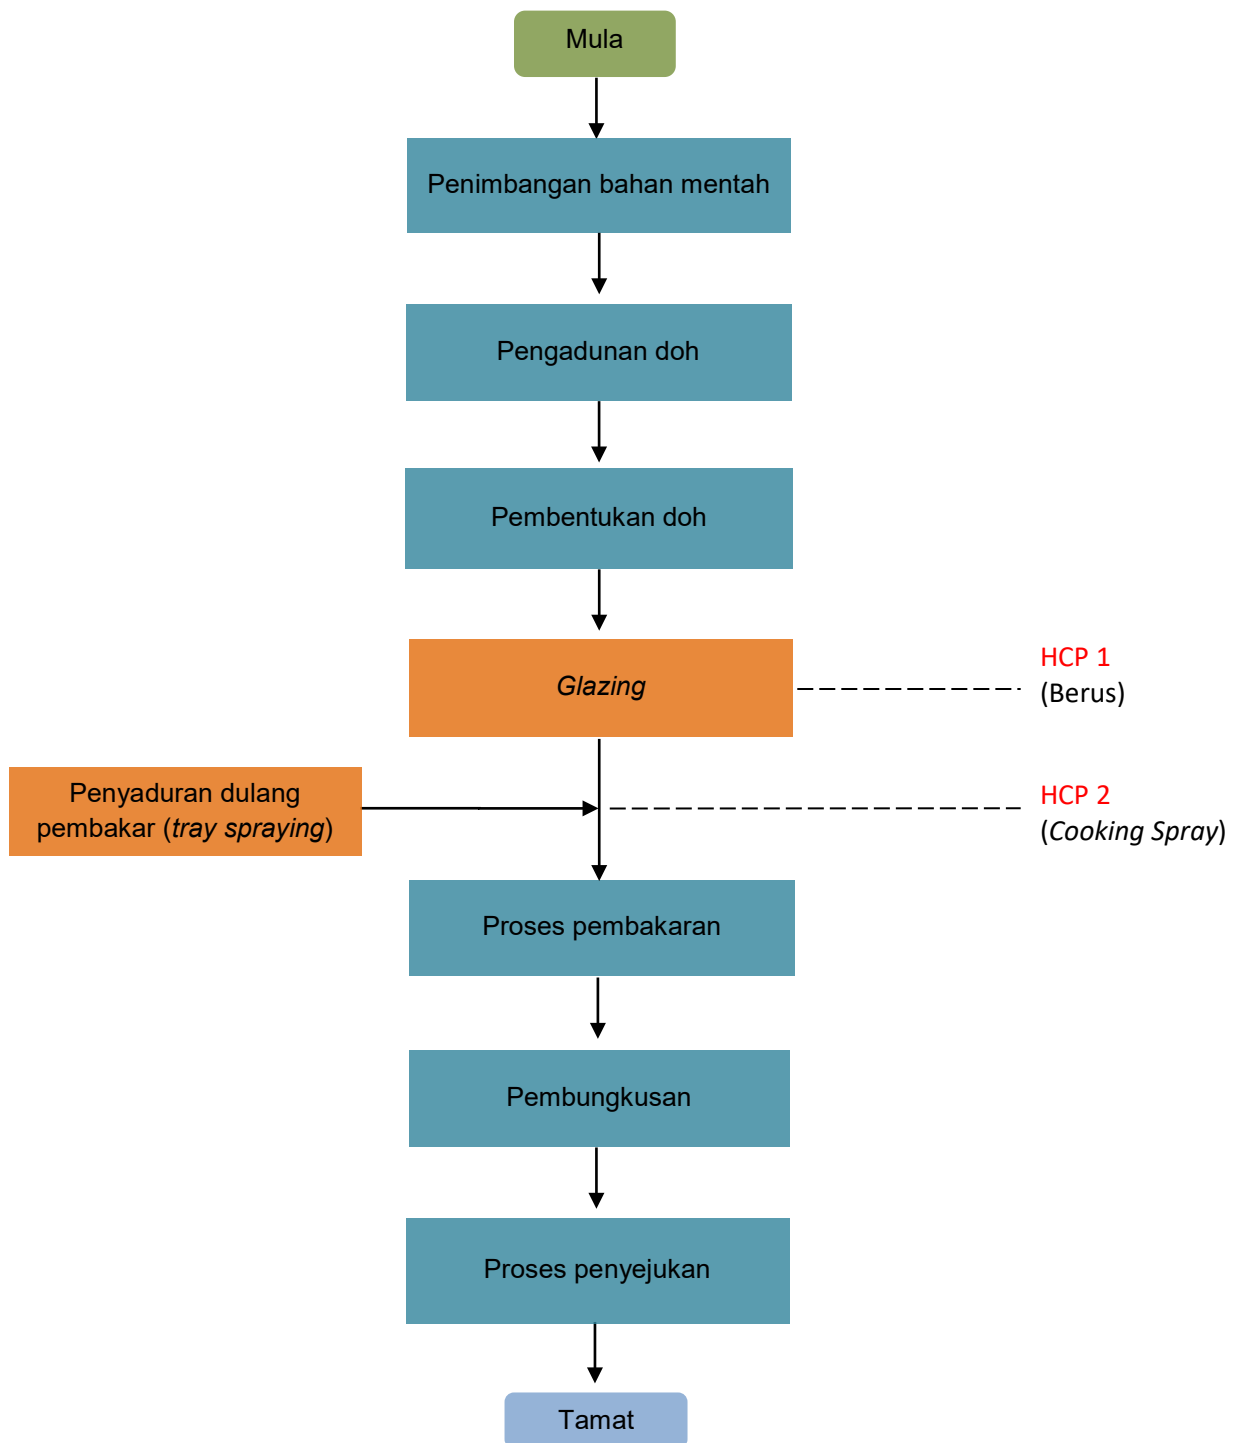 Mula
Penimbangan bahan mentah
Pengadunan doh
Pembentukan doh
Glazing
HCP 1
(Berus)
Penyaduran dulang
pembakar (tray spraying)
HCP 2
(Cooking Spray)
Proses pembakaran
Pembungkusan
Proses penyejukan
Tamat